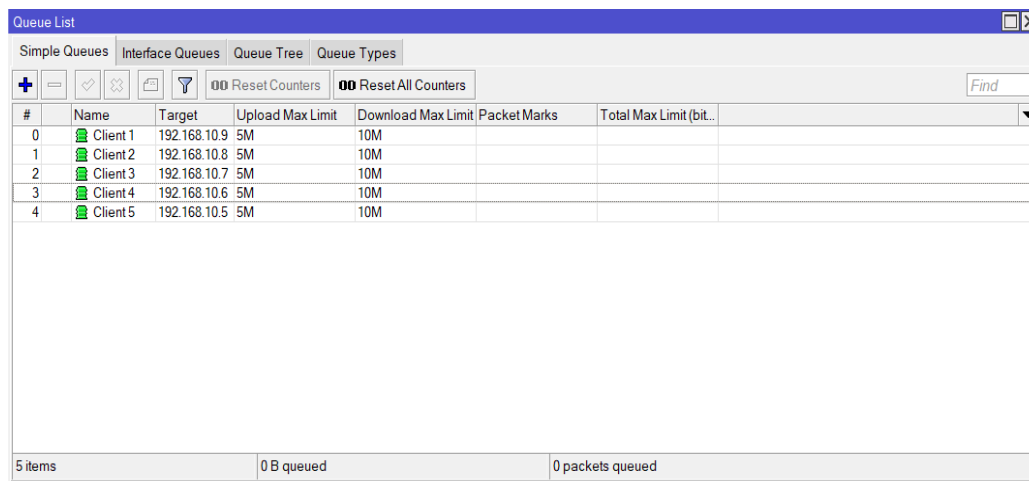 Queue List
Simple Queues Interface Queues Queue Tree Queue Types
00 Reset Counters 00 Reset All Counters Find
# Name Target Upload Max Limit Download Max Limit Packet Marks Total Max Limit (bit...
0 Client 1 192.168.10.9 5M 10M
1 Client 2 192.168.10.8 5M 10M
2 Client 3 192.168.10.7 5M 10M
3 Client 4 192.168.10.6 5M 10M
4 Client 5 192.168.10.5 5M 10M
5 items 0 B queued 0 packets queued